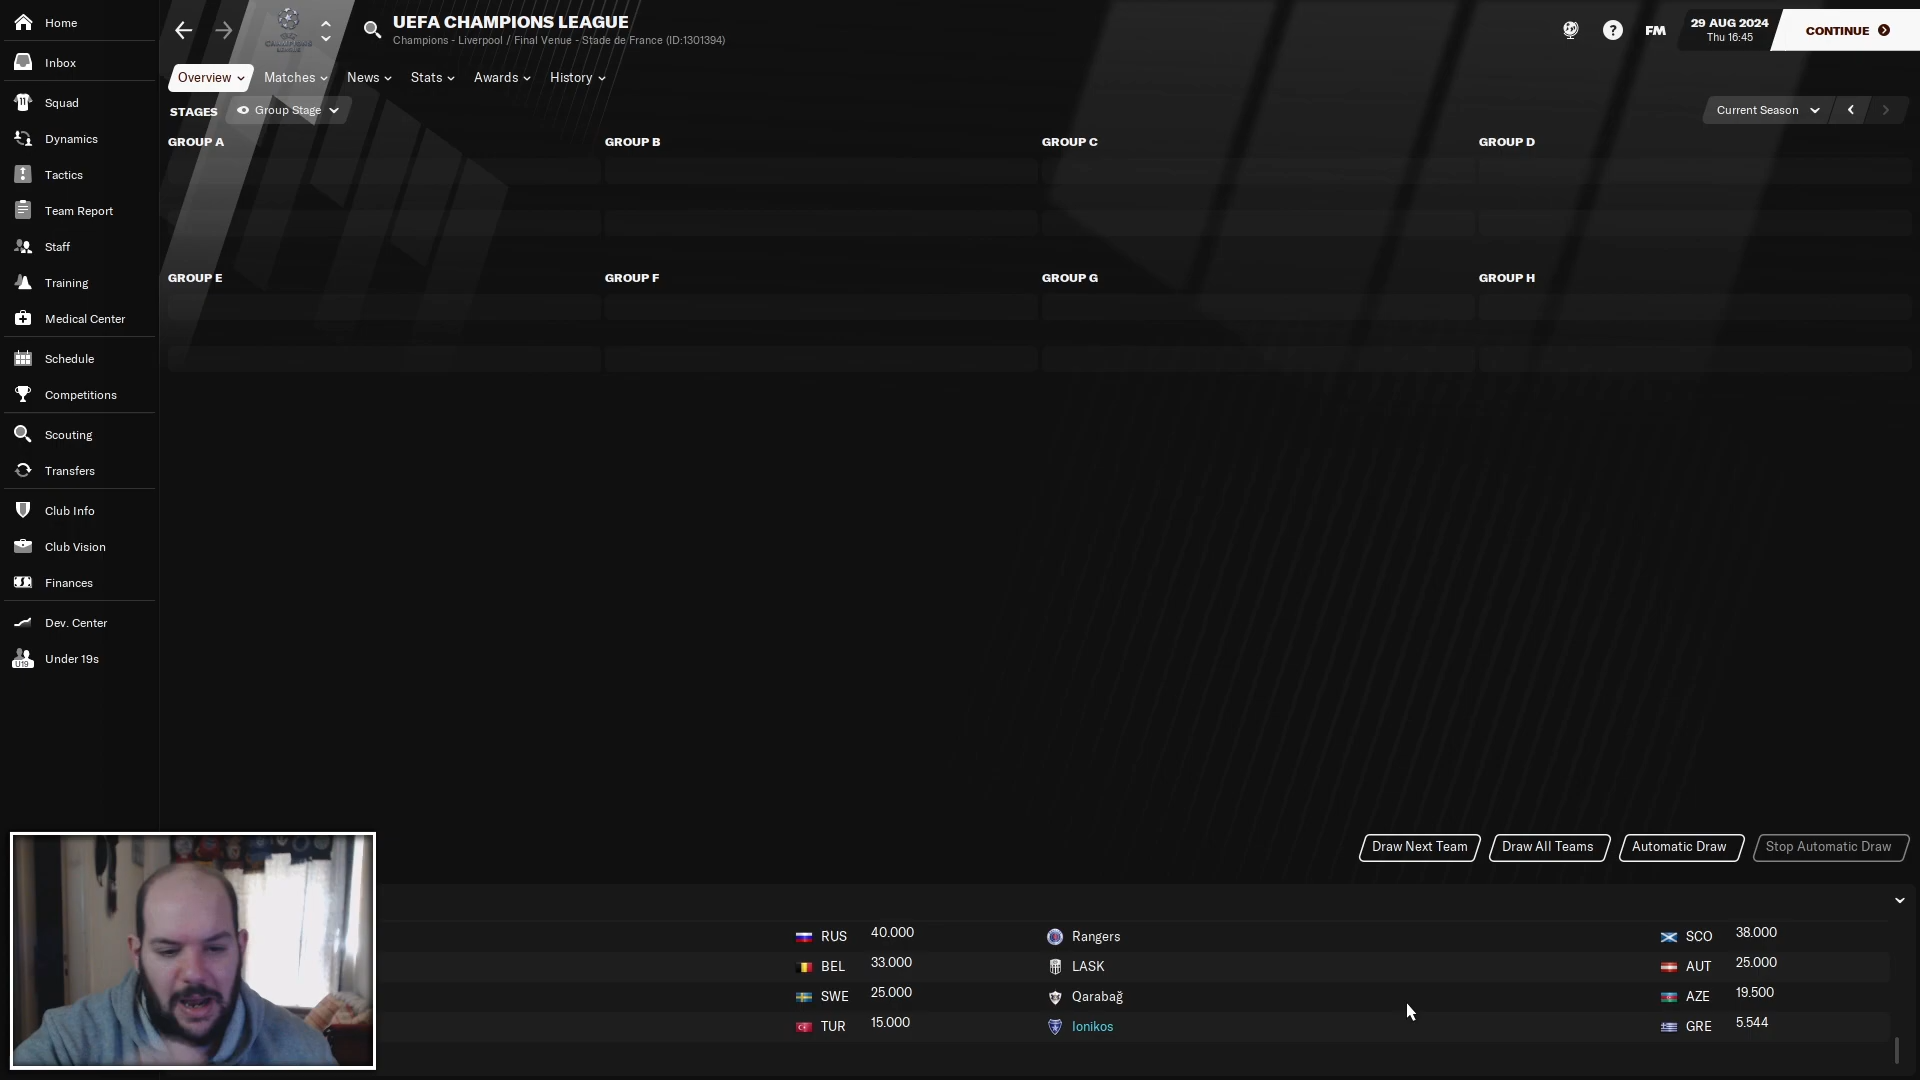 Home
Inbox
Squad
Dynamics
Tactics
Team Report
Staff
Training
Medical Center
Schedule
Competitions
Scouting
Transfers
Club Info
Club Vision
Finances
Dev. Center
U19
Under 19s
UEFA CHAMPIONS LEAGUE
Champions - Liverpool / Final Venue - Stade de France (ID:1301394)
FM
29 AUG 2024
Thu 16:45
CONTINUE
Overview
Matches
News
Stats
Awards
History
STAGES
Group Stage
Current Season
GROUP A
GROUP B
GROUP C
GROUP D
GROUP E
GROUP F
GROUP G
GROUP H
Draw Next Team
Draw All Teams
Automatic Draw
Stop Automatic Draw
RUS 40.000 Rangers SCO 38.000
BEL 33.000 LASK AUT 25.000
SWE 25.000 Qarabağ AZE 19.500
TUR 15.000 Ionikos GRE 5.544